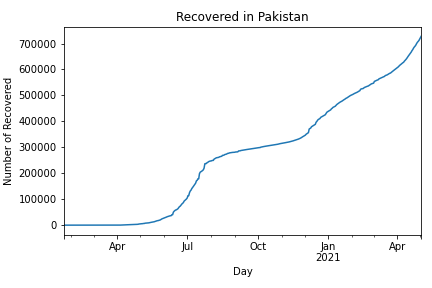 Recovered in Pakistan
Number of Recovered
700000
600000
500000
400000
300000
200000
100000
0
Apr Jul Oct Jan Apr
2021
Day